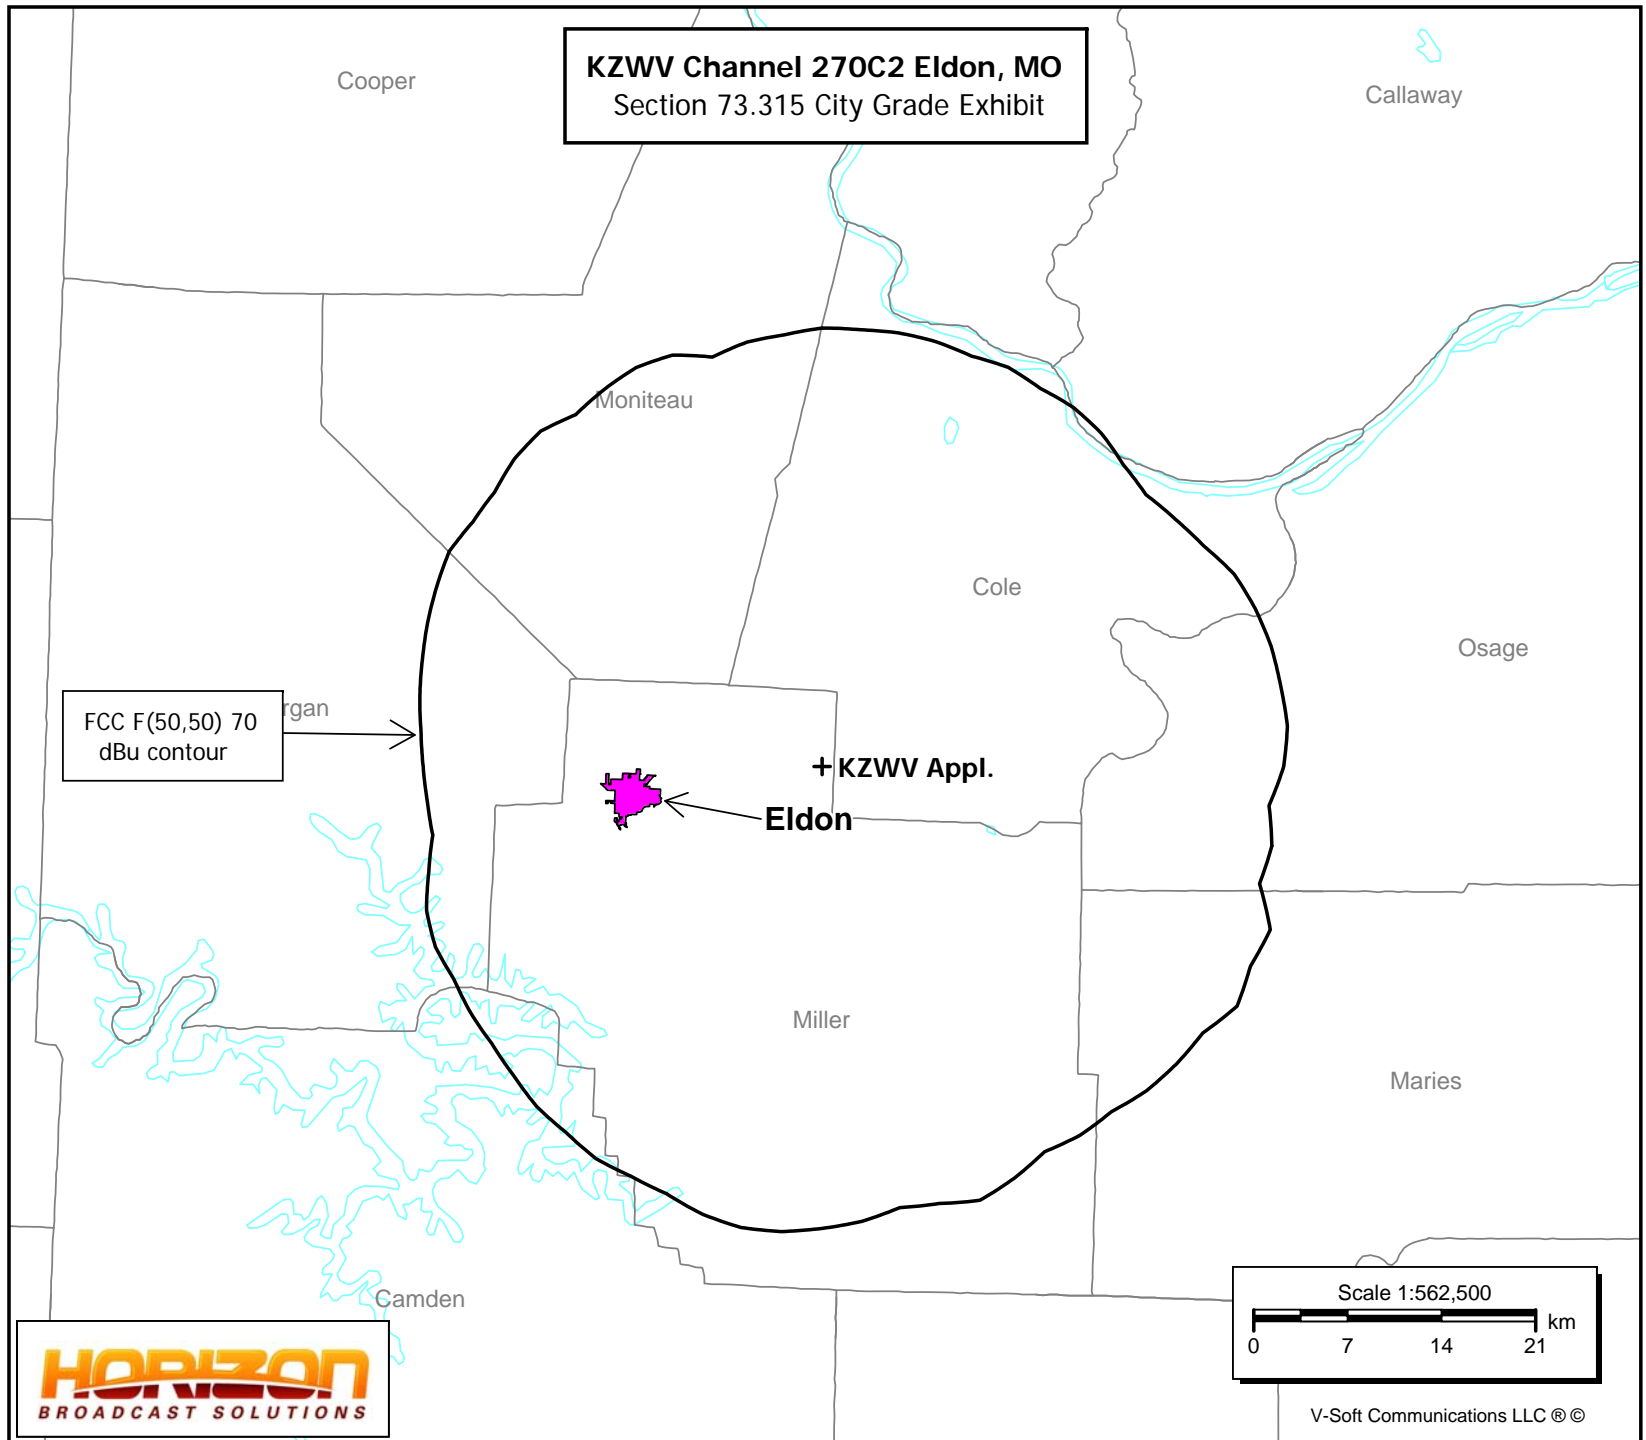 KZWV Channel 270C2 Eldon, MO
Section 73.315 City Grade Exhibit
Cooper
Callaway
Moniteau
Cole
Osage
rgan
FCC F(50,50) 70
dBu contour
KZWV Appl.
Eldon
Miller
Maries
Camden
Scale 1:562,500
km
0 7 14 21
HORIZON
BROADCAST SOLUTIONS
V-Soft Communications LLC ® ©